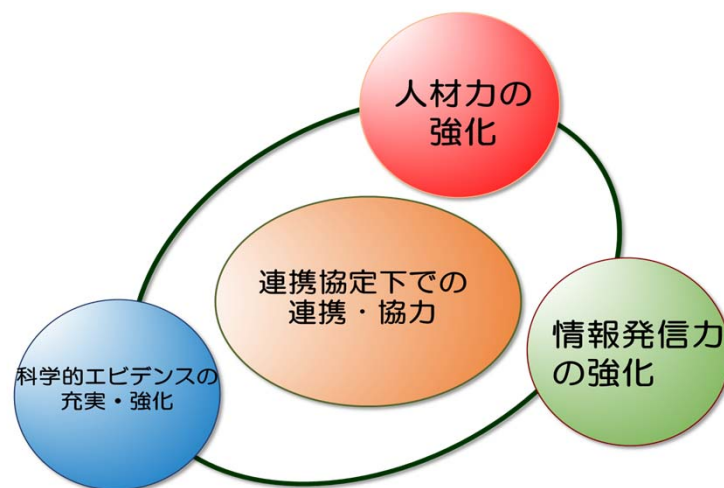 人材力の
強化
連携協定下での
連携・協力
情報発信力
の強化
科学的エビデンスの
充実・強化